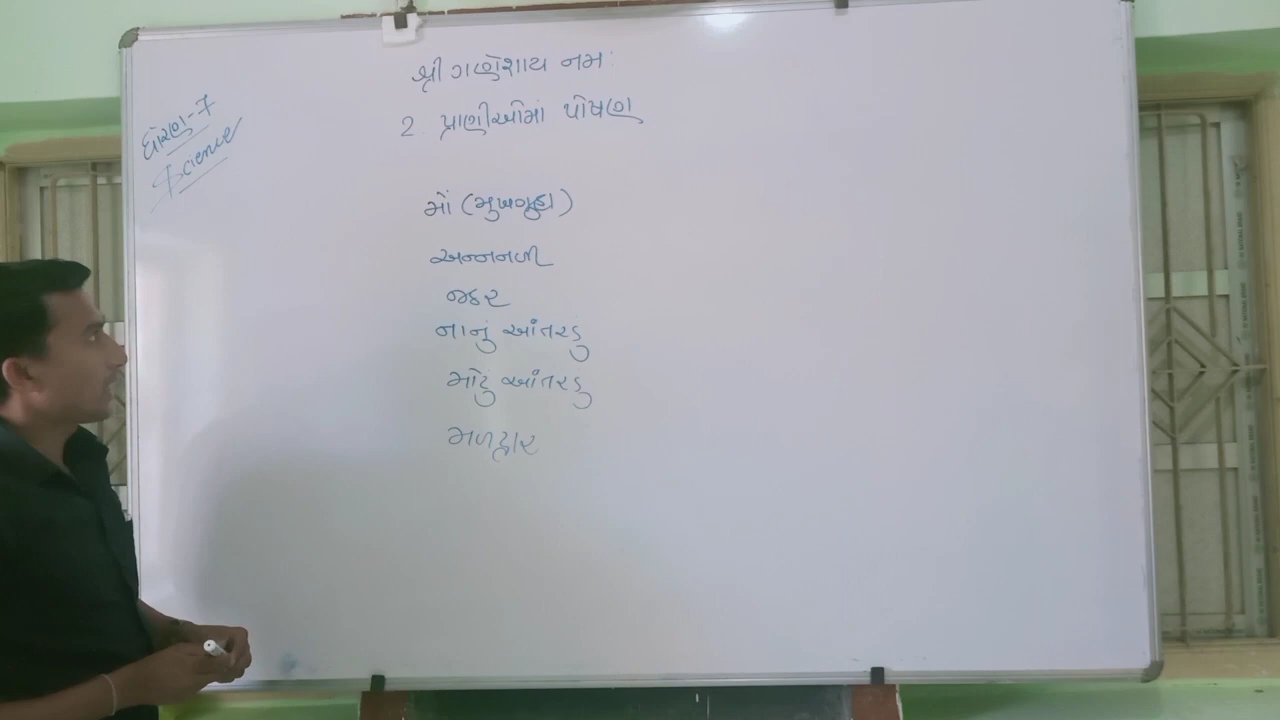 ધોરણ-7
Science
શ્રી ગણેશાય નમઃ
2. પ્રાણીઓમાં પોષણ
મોં (મુખગુહા)
અન્નનળી
જઠર
નાનું આંતરડુ
મોટુ આંતરડુ
મળદ્વાર